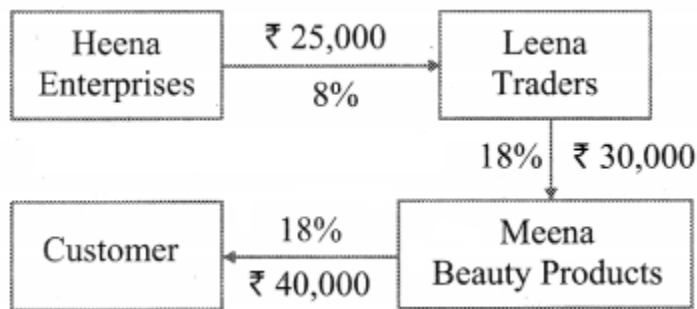 Heena
Enterprises
₹ 25,000
8%
Leena
Traders
18% ₹ 30,000
Customer
18%
₹ 40,000
Meena
Beauty Products